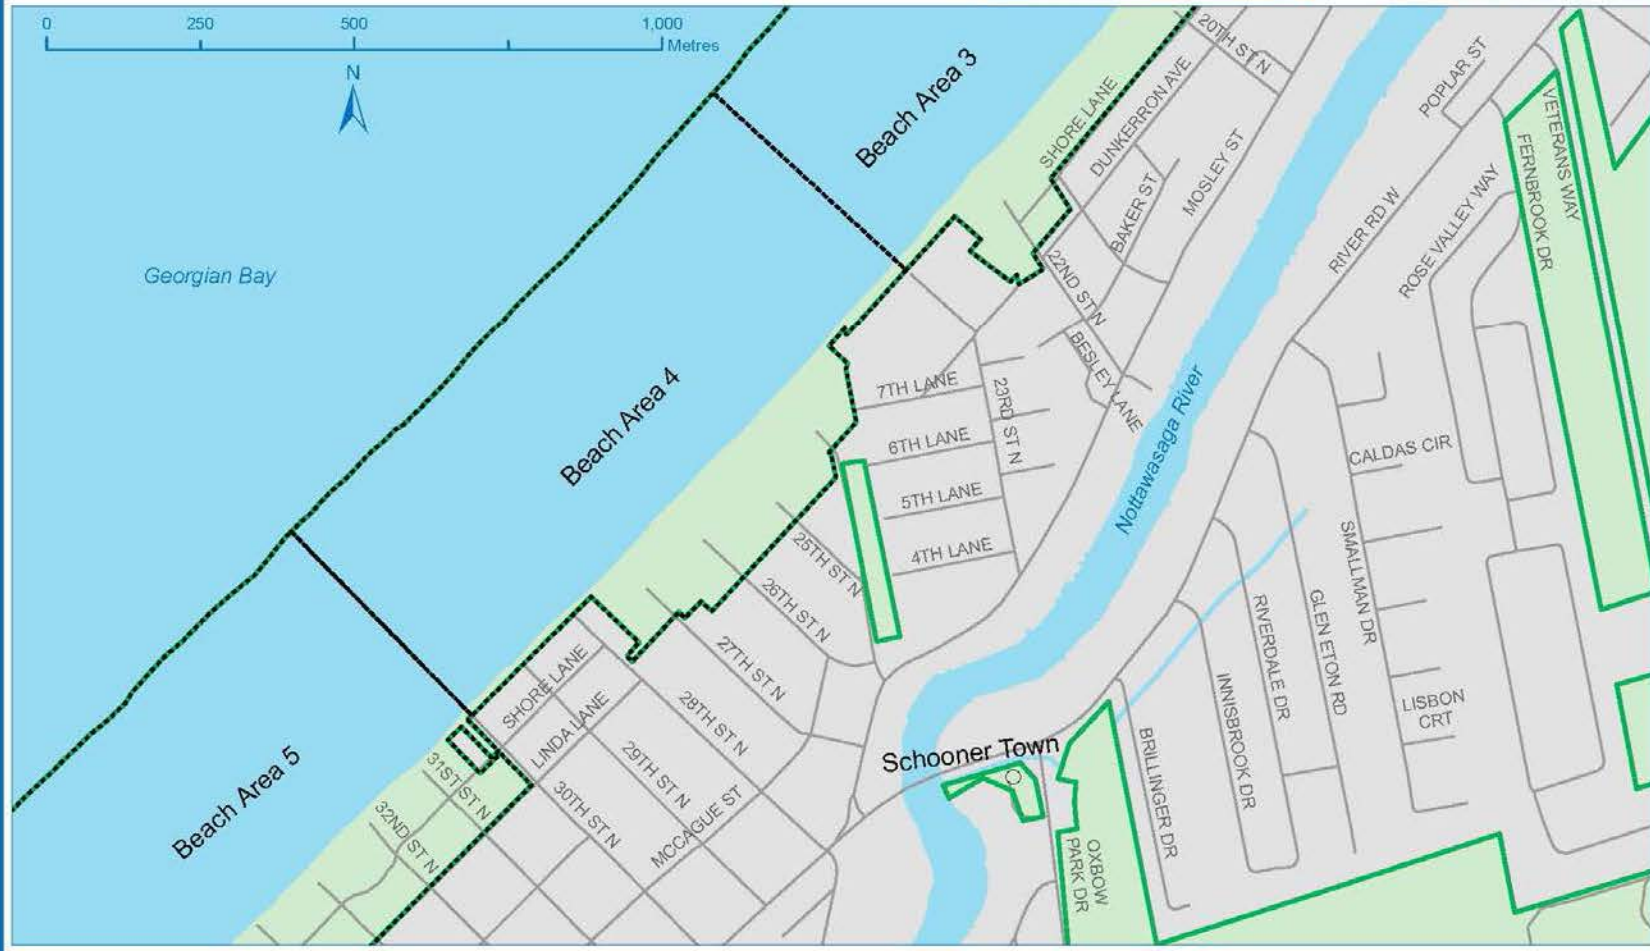 0 250 500 1,000
Metres
N
Georgian Bay
Beach Area 3
Beach Area 4
Beach Area 5
20TH ST N
SHORE LANE
DUNKERRON AVE
BAKER ST
MOSLEY ST
POPLAR ST
RIVER RD W
ROSE VALLEY WAY
VETERANS WAY
FERNBROOK DR
22ND ST N
BESLEY LANE
7TH LANE
23RD ST N
6TH LANE
5TH LANE
4TH LANE
Nottawasaga River
CALDAS CIR
25TH ST N
26TH ST N
27TH ST N
28TH ST N
29TH ST N
30TH ST N
31ST ST N
32ND ST N
SHORE LANE
LINDA LANE
MCCAGUE ST
Schooner Town
SMALLMAN DR
GLEN ETON RD
RIVERDALE DR
INNISBROOK DR
BRILLINGER DR
LISBON
CRT
OXBOW
PARK DR